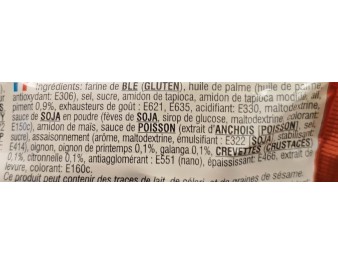 Ingrédients: farine de BLÉ (GLUTEN), huile de palme (huile de palme,
antioxydant: E306), sel, sucre, amidon de tapioca, amidon de tapioca modifié, ail,
piment 0,9%, exhausteurs de goût : E621, E635, acidifiant: E330, maltodextrine,
sauce de SOJA en poudre (fèves de SOJA, sirop de glucose, maltodextrine, colorant:
E150c), amidon de maïs, sauce de POISSON (extrait d'ANCHOIS [POISSON], sel,
sucre), assaisonnement (arôme, maltodextrine, émulsifiant : E322 [SOJA], stabilisant:
E414), oignon, oignon de printemps 0,1%, galanga 0,1%, CREVETTES (CRUSTACÉS)
0,1%, citronnelle 0,1%, antiagglomérant : E551 (nano), épaississant: E466, extrait de
levure, colorant: E160c.
Ce produit peut contenir des traces de lait, de céleri, et de graines de sésame.